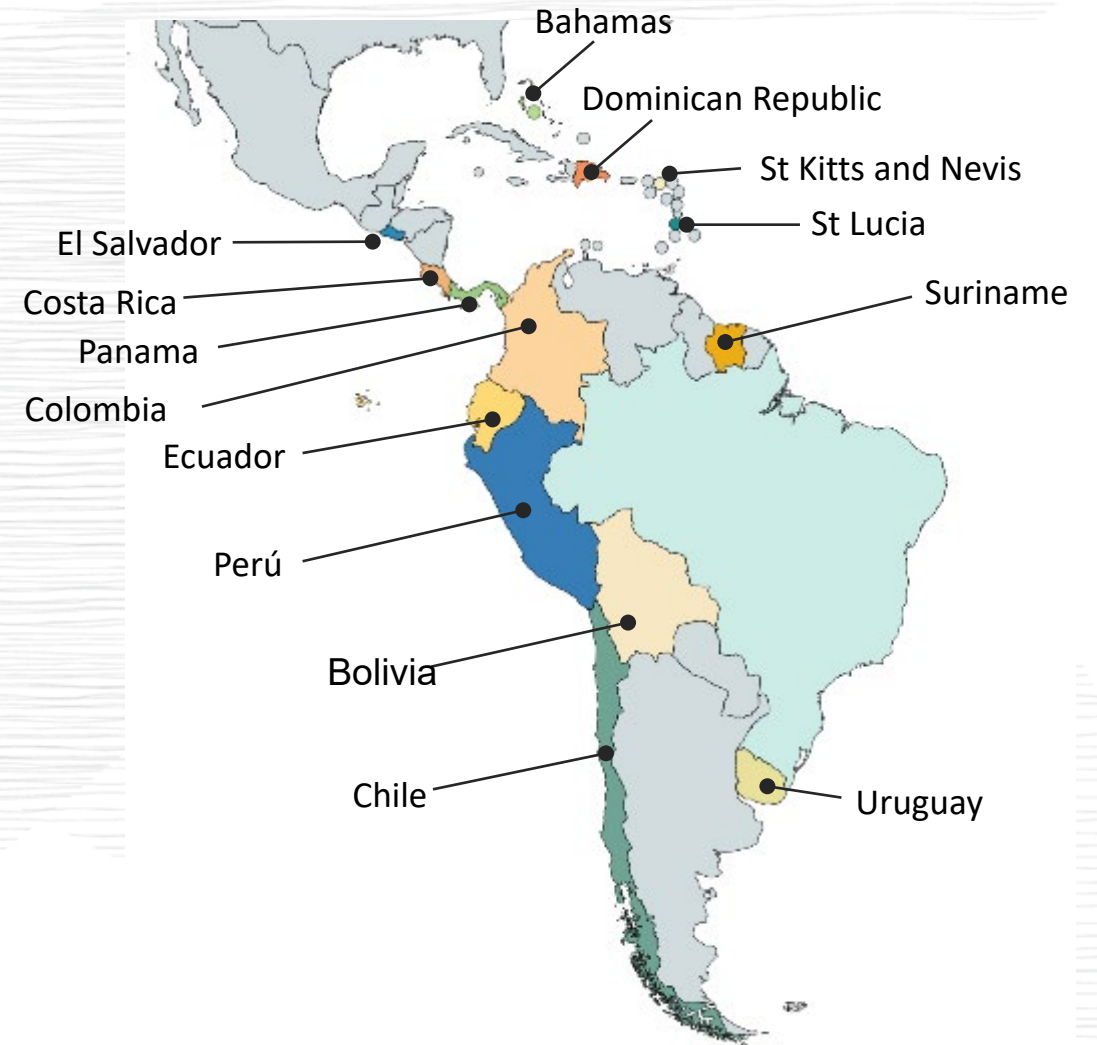 Bahamas
Dominican Republic
St Kitts and Nevis
St Lucia
El Salvador
Costa Rica
Suriname
Panama
Colombia
Ecuador
Perú
Bolivia
Chile
Uruguay